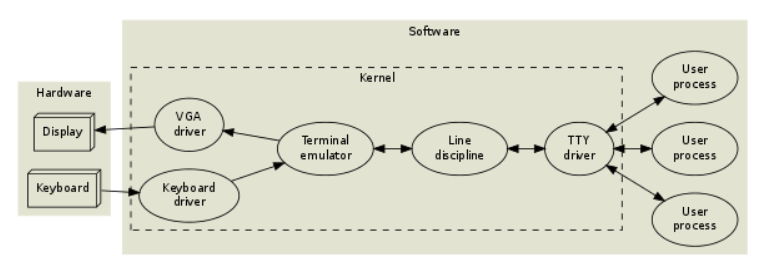 Software
Kernel
Hardware
Display
Keyboard
VGA
driver
Keyboard
driver
Terminal
emulator
Line
discipline
TTY
driver
User
process
User
process
User
process